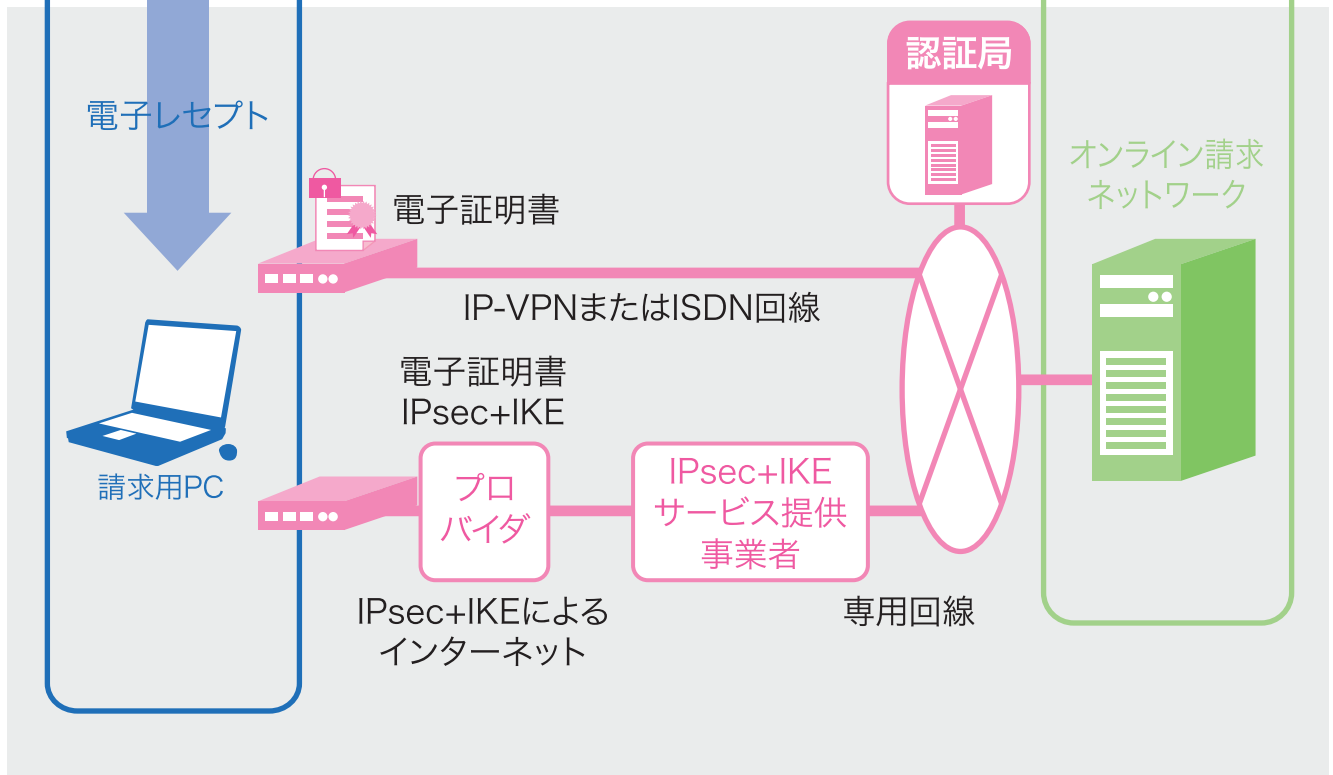 認証局
電子レセプト
オンライン請求
ネットワーク
電子証明書
IP-VPNまたはISDN回線
電子証明書
IPsec+IKE
請求用PC
プロ
バイダ
IPsec+IKE
サービス提供
事業者
IPsec+IKEによる
インターネット
専用回線